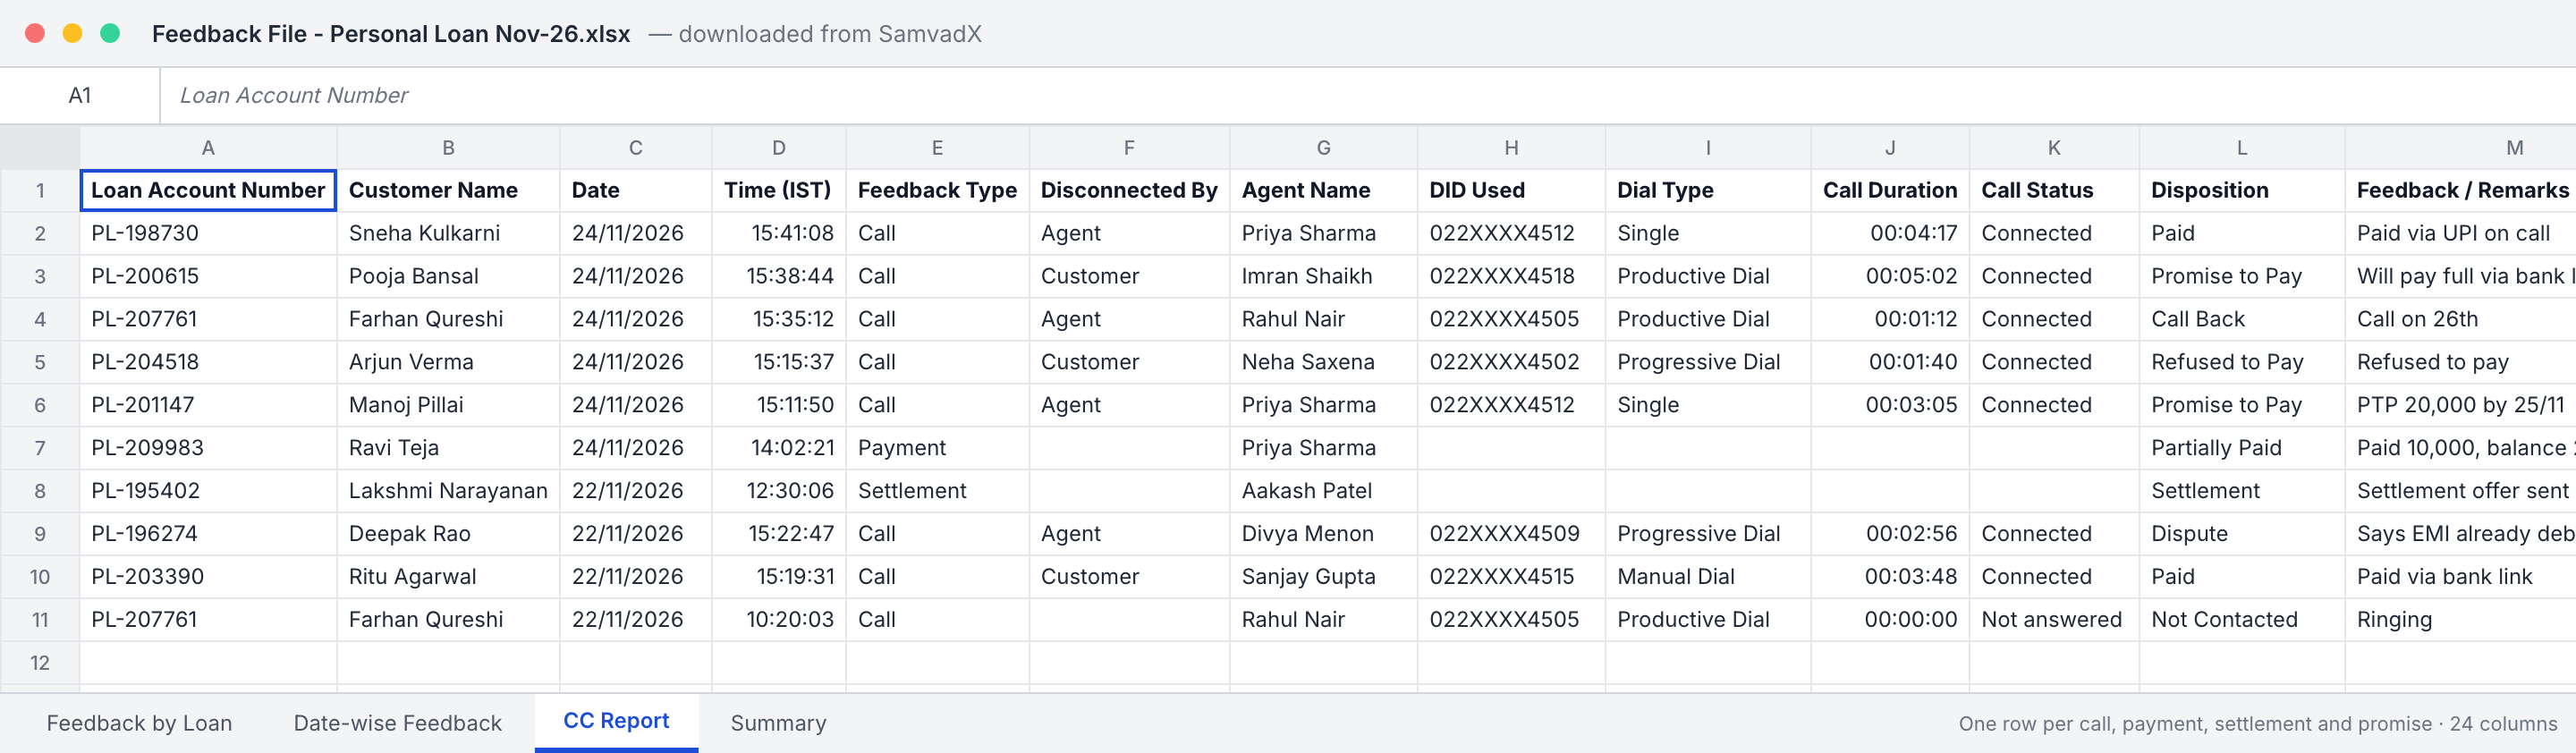 Feedback File - Personal Loan Nov-26.xlsx — downloaded from SamvadX
A1 Loan Account Number
A B C D E F G H I J K L M
1 Loan Account Number Customer Name Date Time (IST) Feedback Type Disconnected By Agent Name DID Used Dial Type Call Duration Call Status Disposition Feedback / Remarks
2 PL-198730 Sneha Kulkarni 24/11/2026 15:41:08 Call Agent Priya Sharma 022XXXX4512 Single 00:04:17 Connected Paid Paid via UPI on call
3 PL-200615 Pooja Bansal 24/11/2026 15:38:44 Call Customer Imran Shaikh 022XXXX4518 Productive Dial 00:05:02 Connected Promise to Pay Will pay full via bank
4 PL-207761 Farhan Qureshi 24/11/2026 15:35:12 Call Agent Rahul Nair 022XXXX4505 Productive Dial 00:01:12 Connected Call Back Call on 26th
5 PL-204518 Arjun Verma 24/11/2026 15:15:37 Call Customer Neha Saxena 022XXXX4502 Progressive Dial 00:01:40 Connected Refused to Pay Refused to pay
6 PL-201147 Manoj Pillai 24/11/2026 15:11:50 Call Agent Priya Sharma 022XXXX4512 Single 00:03:05 Connected Promise to Pay PTP 20,000 by 25/11
7 PL-209983 Ravi Teja 24/11/2026 14:02:21 Payment Priya Sharma Partially Paid Paid 10,000, balance
8 PL-195402 Lakshmi Narayanan 22/11/2026 12:30:06 Settlement Aakash Patel Settlement Settlement offer sent
9 PL-196274 Deepak Rao 22/11/2026 15:22:47 Call Agent Divya Menon 022XXXX4509 Progressive Dial 00:02:56 Connected Dispute Says EMI already deb
10 PL-203390 Ritu Agarwal 22/11/2026 15:19:31 Call Customer Sanjay Gupta 022XXXX4515 Manual Dial 00:03:48 Connected Paid Paid via bank link
11 PL-207761 Farhan Qureshi 22/11/2026 10:20:03 Call Rahul Nair 022XXXX4505 Productive Dial 00:00:00 Not answered Not Contacted Ringing
12
Feedback by Loan Date-wise Feedback CC Report Summary One row per call, payment, settlement and promise · 24 columns